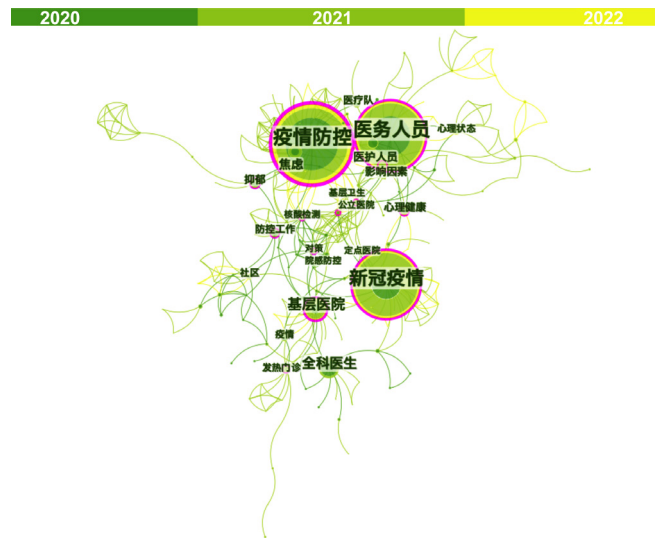 2020 2021 2022
医疗队
疫情防控 医务人员 心理状态
焦虑 医护人员
影响因素
抑郁
基层卫生
公立医院 心理健康
核酸检测
防控工作
对策 定点医院
院感防控
社区 新冠疫情
基层医院
疫情
发热门诊 全科医生